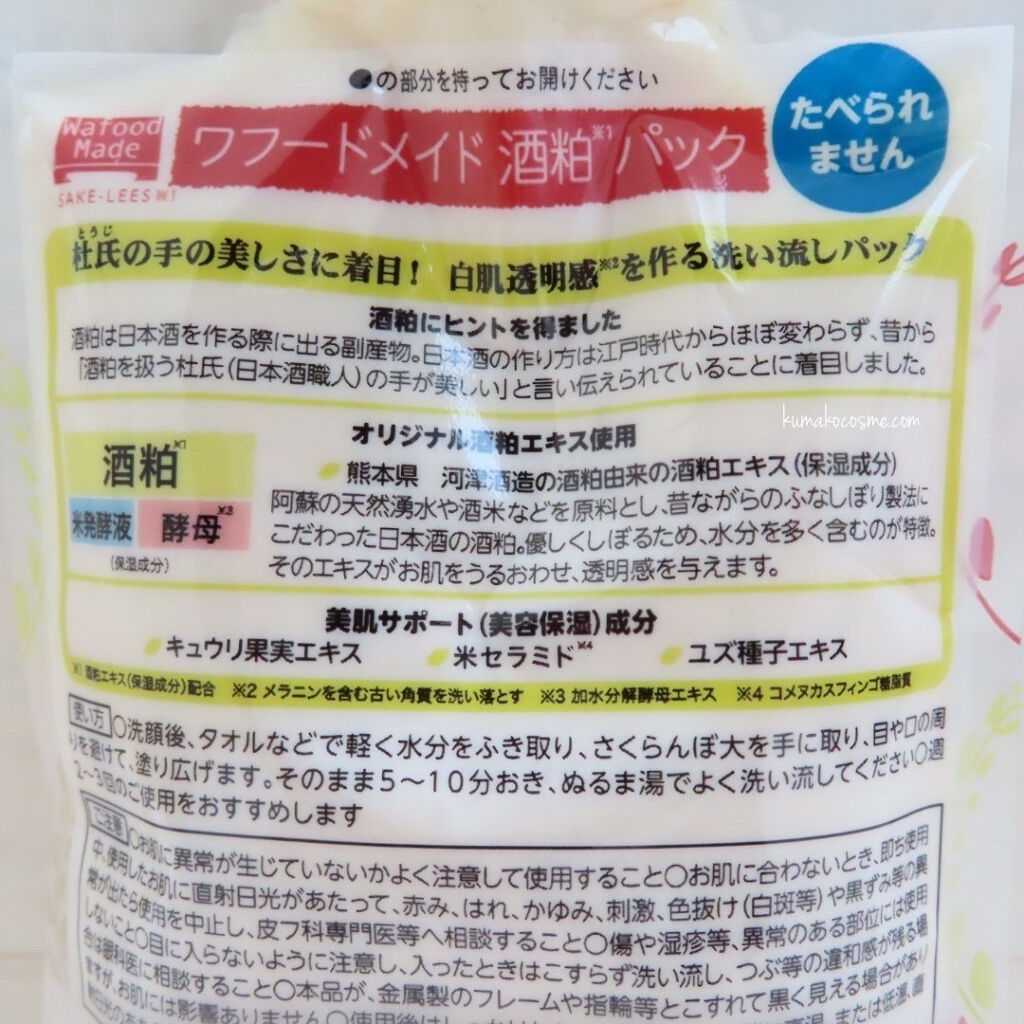 ●の部分を持ってお開けください
Wafood
Made
SAKE-LEES ※1
ワフードメイド 酒粕※1 パック
たべられ
ません
とうじ
杜氏の手の美しさに着目! 白肌透明感※2を作る洗い流しパック
酒粕にヒントを得ました
酒粕は日本酒を作る際に出る副産物。日本酒の作り方は江戸時代からほぼ変わらず、昔から
「酒粕を扱う杜氏(日本酒職人)の手が美しい」と言い伝えられていることに着目しました。
kumakocosme.com
オリジナル酒粕エキス使用
酒粕※1
米発酵液
酵母※3
(保湿成分)
熊本県 河津酒造の酒粕由来の酒粕エキス(保湿成分)
阿蘇の天然湧水や酒米などを原料とし、昔ながらのふなしぼり製法に
こだわった日本酒の酒粕。優しくしぼるため、水分を多く含むのが特徴。
そのエキスがお肌をうるおわせ、透明感を与えます。
美肌サポート(美容保湿)成分
キュウリ果実エキス 米セラミド※4 ユズ種子エキス
※1 酒粕エキス(保湿成分)配合 ※2 メラニンを含む古い角質を洗い落とす ※3 加水分解酵母エキス ※4 コメヌカスフィンゴ糖脂質
使い方 ○洗顔後、タオルなどで軽く水分をふき取り、さくらんぼ大を手に取り、目や口の周
りを避けて、塗り広げます。そのまま5～10分おき、ぬるま湯でよく洗い流してください○週
2～3回のご使用をおすすめします
ご注意 ○お肌に異常が生じていないかよく注意して使用すること○お肌に合わないとき、即ち使用
中、使用したお肌に直射日光があたって、赤み、はれ、かゆみ、刺激、色抜け(白斑等)や黒ずみ等の異
常が出たら使用を中止し、皮フ科専門医等へ相談すること○傷や湿疹等、異常のある部位には使用
しないこと○目に入らないように注意し、入ったときはこすらず洗い流し、つぶ等の違和感が残る場
合は眼科医に相談すること○本品が、金属製のフレームや指輪等とこすれて黒く見える場合があり
ますが、お肌には影響ありません○使用後は